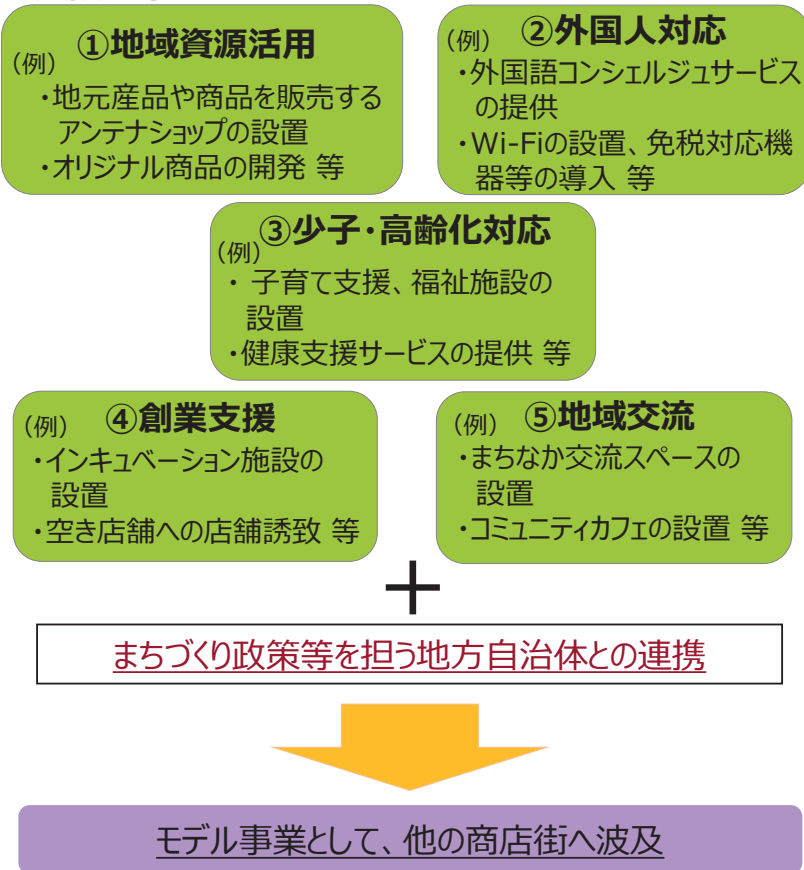 (例) ①地域資源活用
・地元産品や商品を販売する
アンテナショップの設置
・オリジナル商品の開発 等
(例) ②外国人対応
・外国語コンシェルジュサービス
の提供
・Wi-Fiの設置、免税対応機
器等の導入 等
(例) ③少子・高齢化対応
・ 子育て支援、福祉施設の
設置
・健康支援サービスの提供 等
(例) ④創業支援
・インキュベーション施設の
設置
・空き店舗への店舗誘致 等
(例) ⑤地域交流
・まちなか交流スペースの
設置
・コミュニティカフェの設置 等
＋
まちづくり政策等を担う地方自治体との連携
モデル事業として、他の商店街へ波及